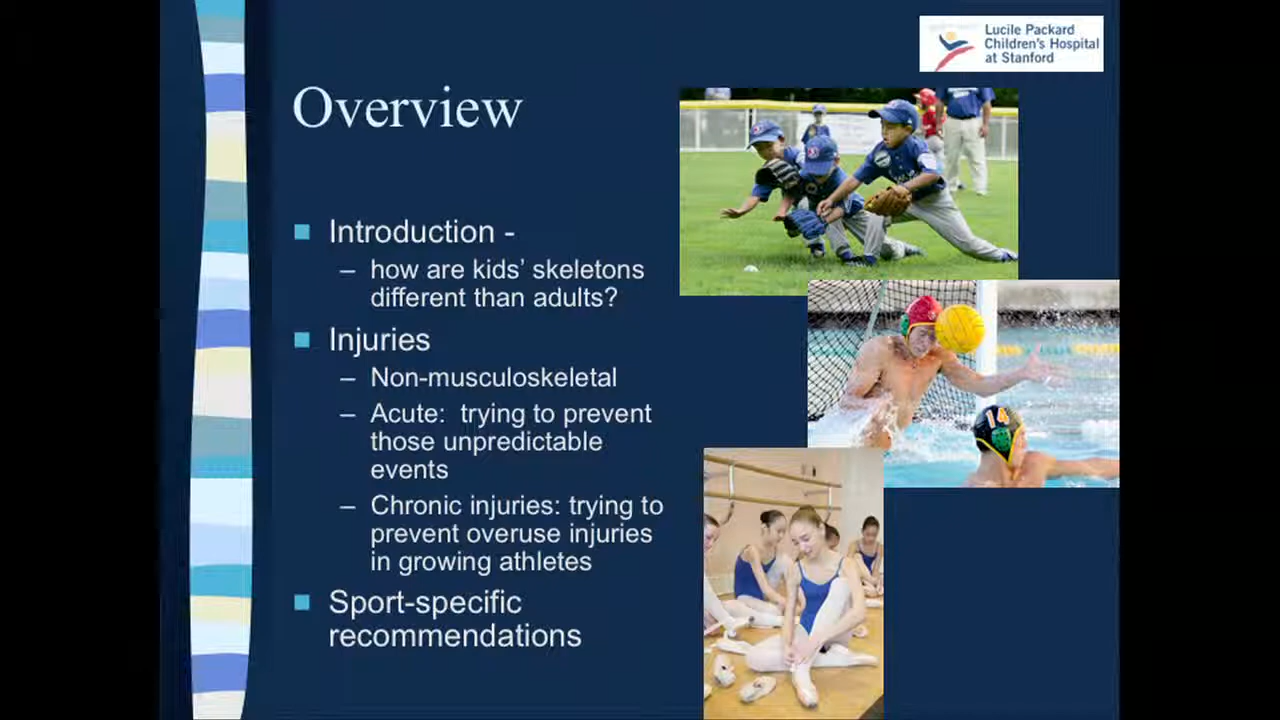 Lucile Packard
Children's Hospital
at Stanford
Overview
Introduction -
– how are kids' skeletons
different than adults?
Injuries
– Non-musculoskeletal
– Acute:  trying to prevent
those unpredictable
events
– Chronic injuries: trying to
prevent overuse injuries
in growing athletes
Sport-specific
recommendations
14